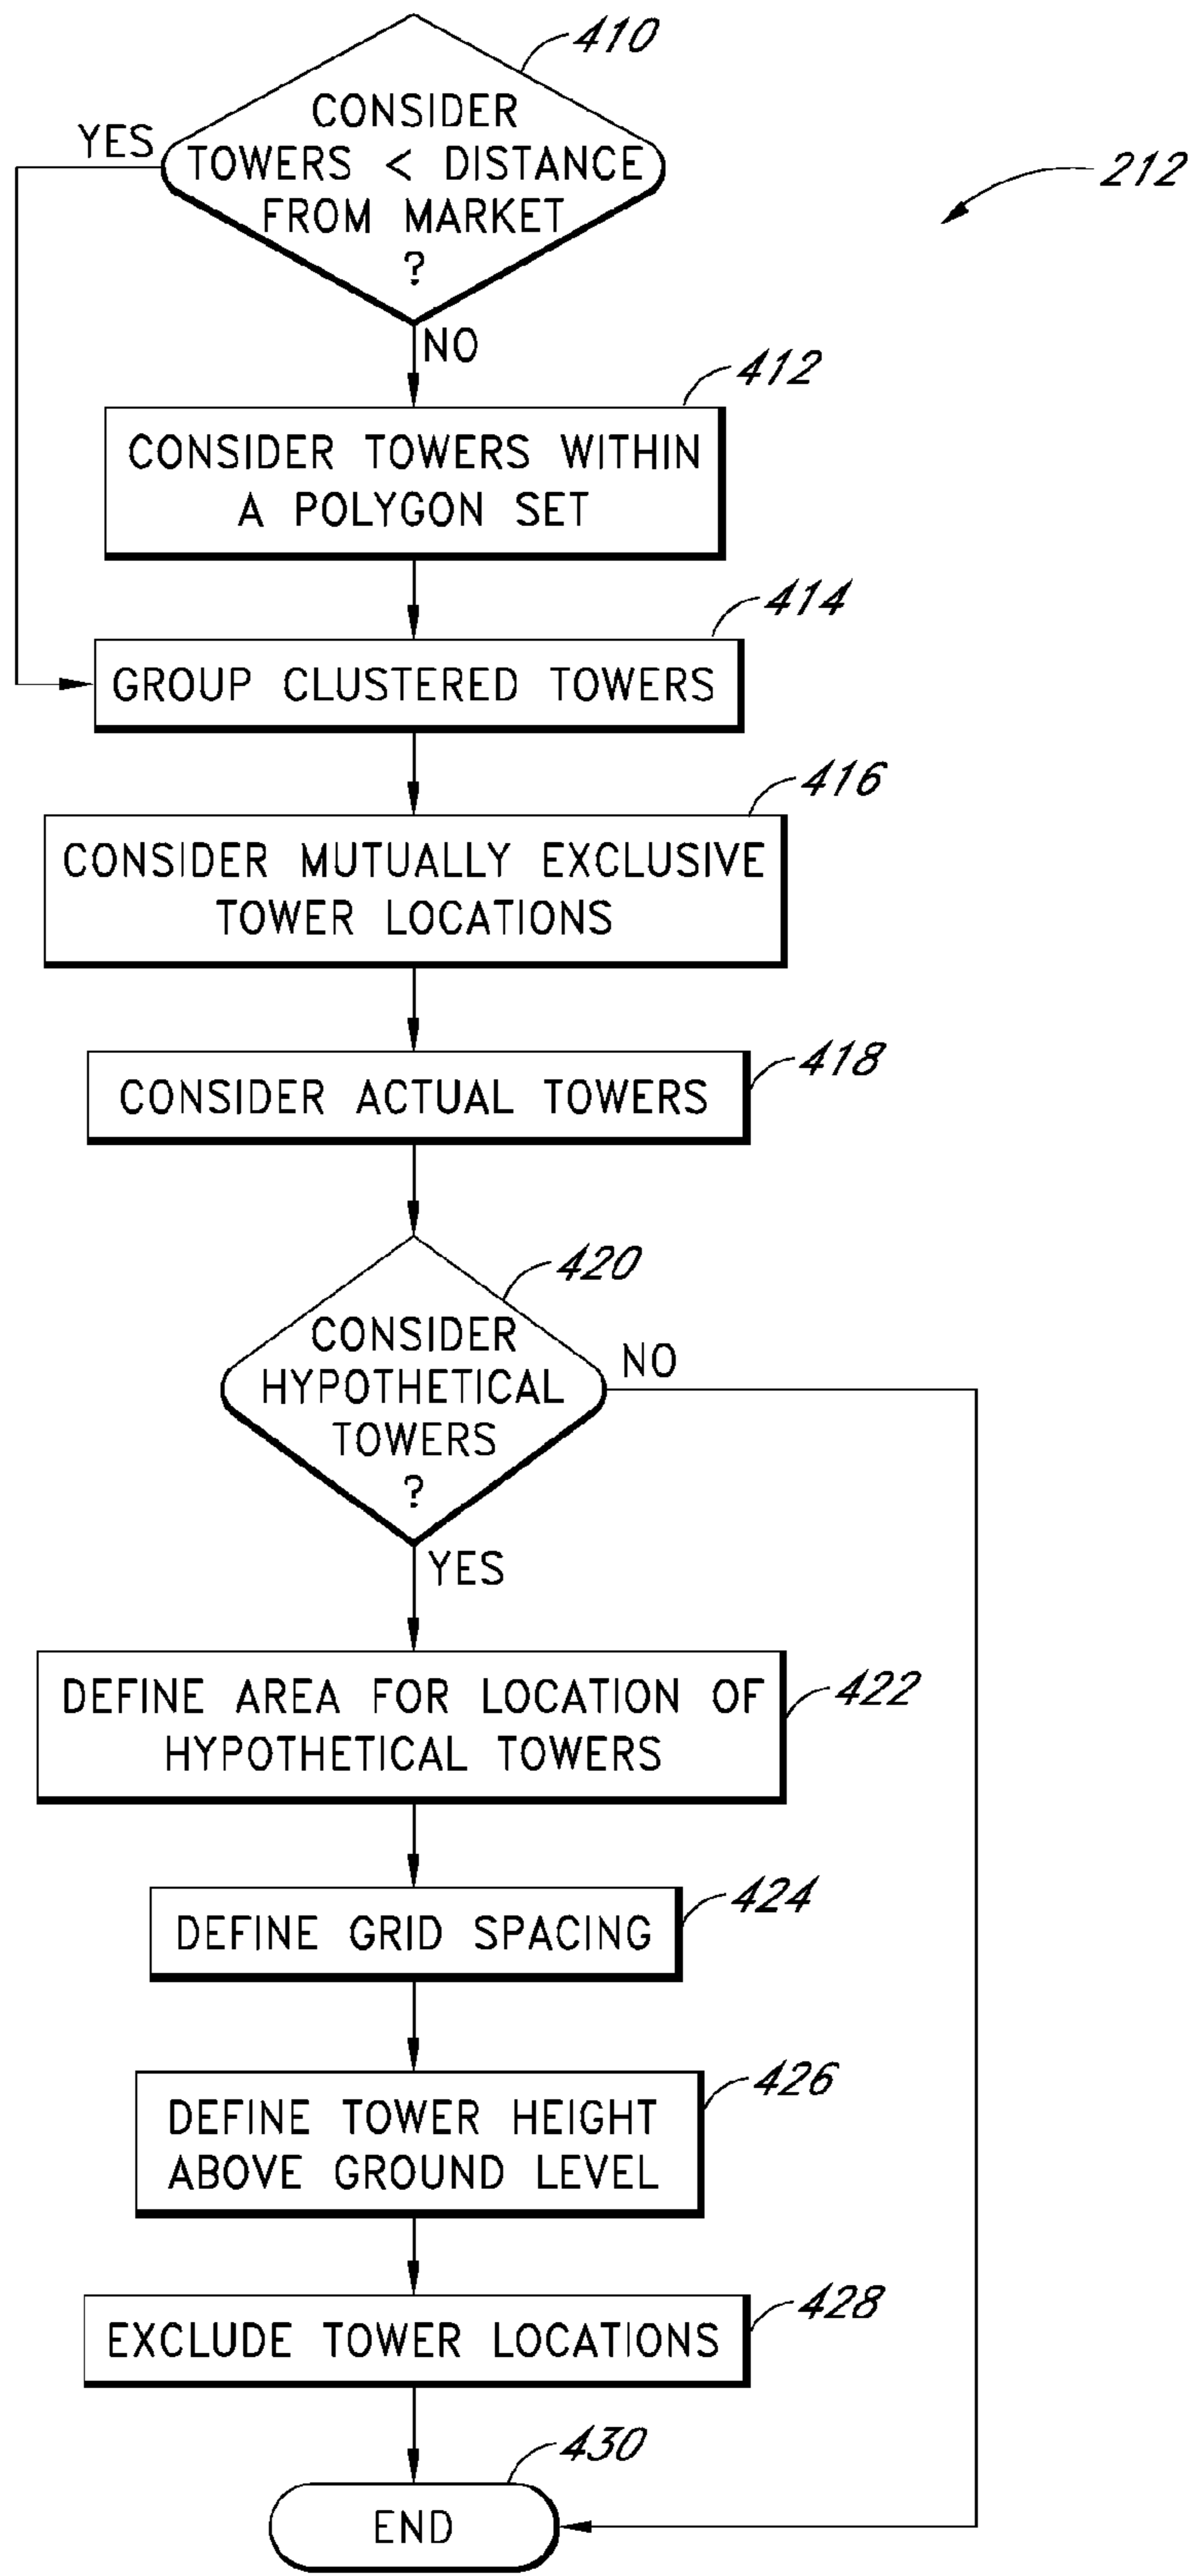 410
CONSIDER
YES
TOWERS < DISTANCE
FROM MARKET
?
212
NO
412
CONSIDER TOWERS WITHIN
A POLYGON SET
414
GROUP CLUSTERED TOWERS
416
CONSIDER MUTUALLY EXCLUSIVE
TOWER LOCATIONS
418
CONSIDER ACTUAL TOWERS
420
CONSIDER
HYPOTHETICAL
TOWERS
?
NO
YES
422
DEFINE AREA FOR LOCATION OF
HYPOTHETICAL TOWERS
424
DEFINE GRID SPACING
426
DEFINE TOWER HEIGHT
ABOVE GROUND LEVEL
428
EXCLUDE TOWER LOCATIONS
430
END